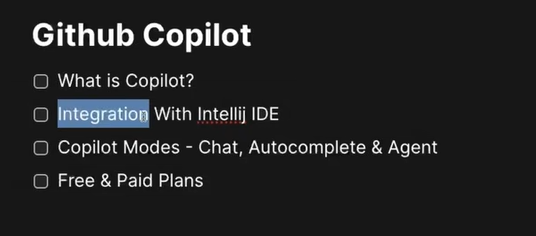 Github Copilot
What is Copilot?
Integration With Intellij IDE
Copilot Modes - Chat, Autocomplete & Agent
Free & Paid Plans